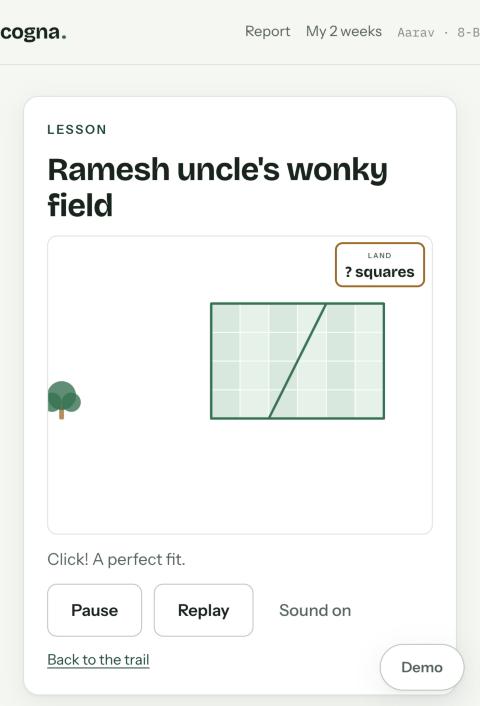 cogna.
Report My 2 weeks Aarav · 8-B
LESSON
Ramesh uncle's wonky
field
LAND
? squares
Click! A perfect fit.
Pause Replay Sound on
Back to the trail
Demo